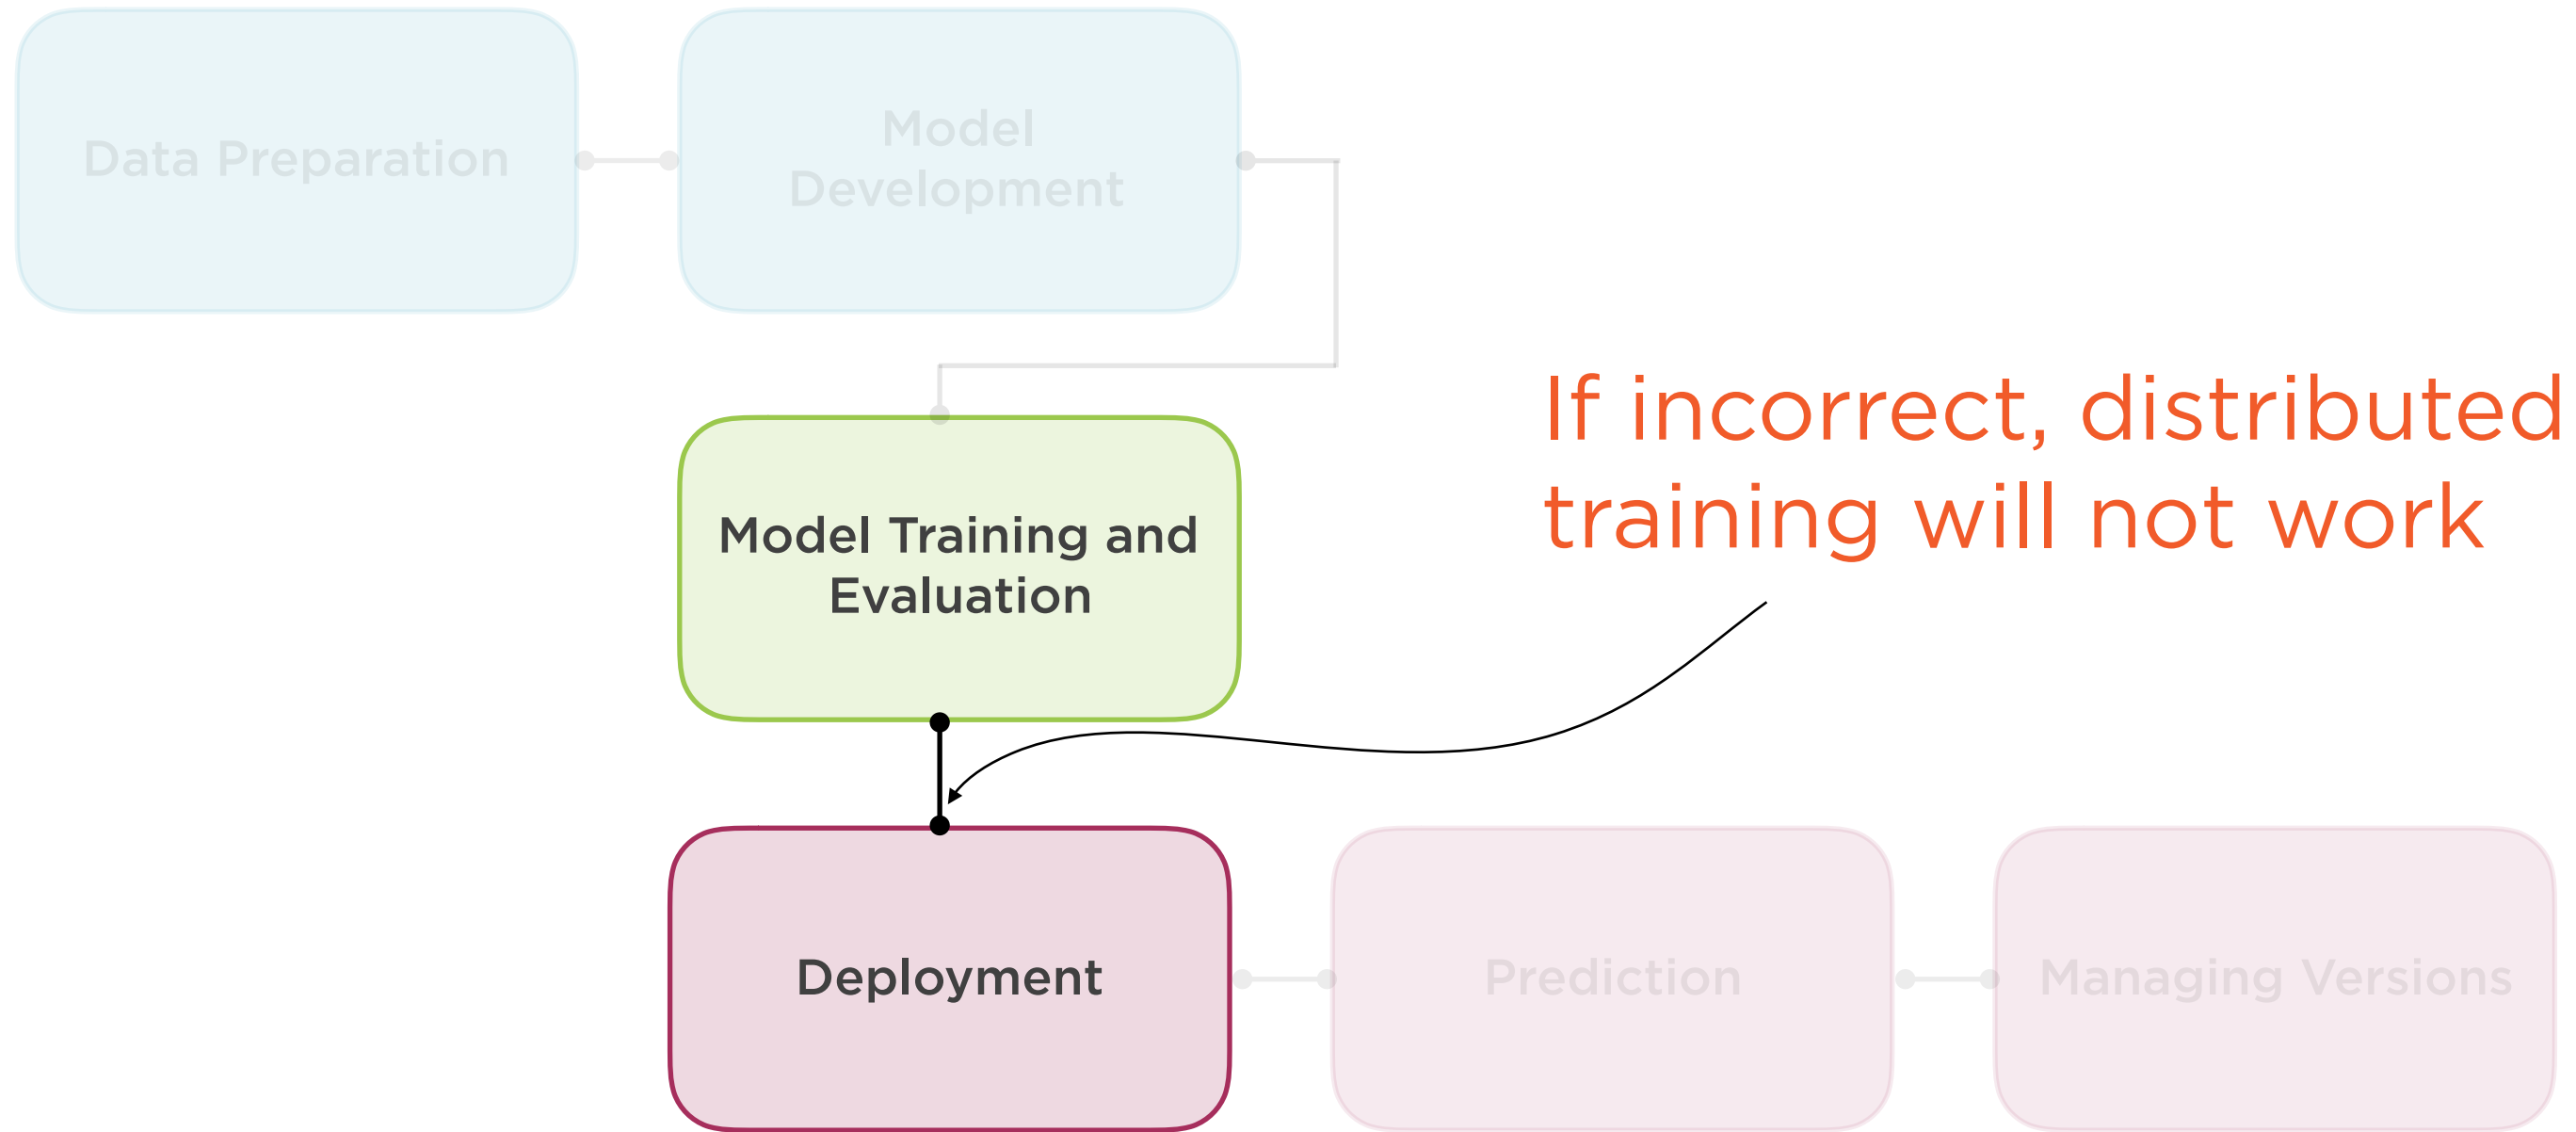 Data Preparation
Model
Development
If incorrect, distributed
training will not work
Model Training and
Evaluation
Deployment
Prediction
Managing Versions